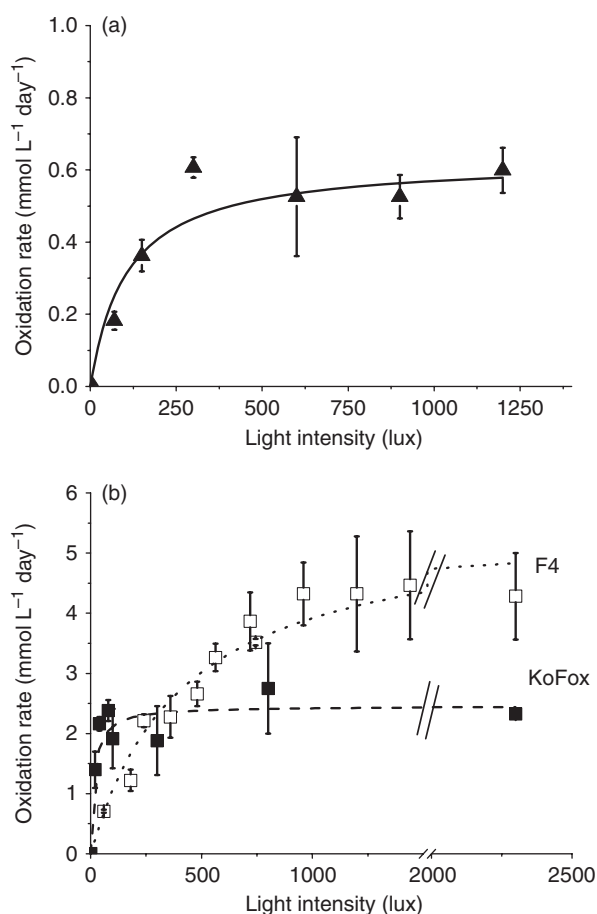 (a)
1.0
0.8
0.6
0.4
0.2
0.0
Oxidation rate (mmol L⁻¹ day⁻¹)
0 250 500 750 1000 1250
Light intensity (lux)
(b)
6
5
4
3
2
1
0
Oxidation rate (mmol L⁻¹ day⁻¹)
F4
KoFox
0 500 1000 2000 2500
Light intensity (lux)